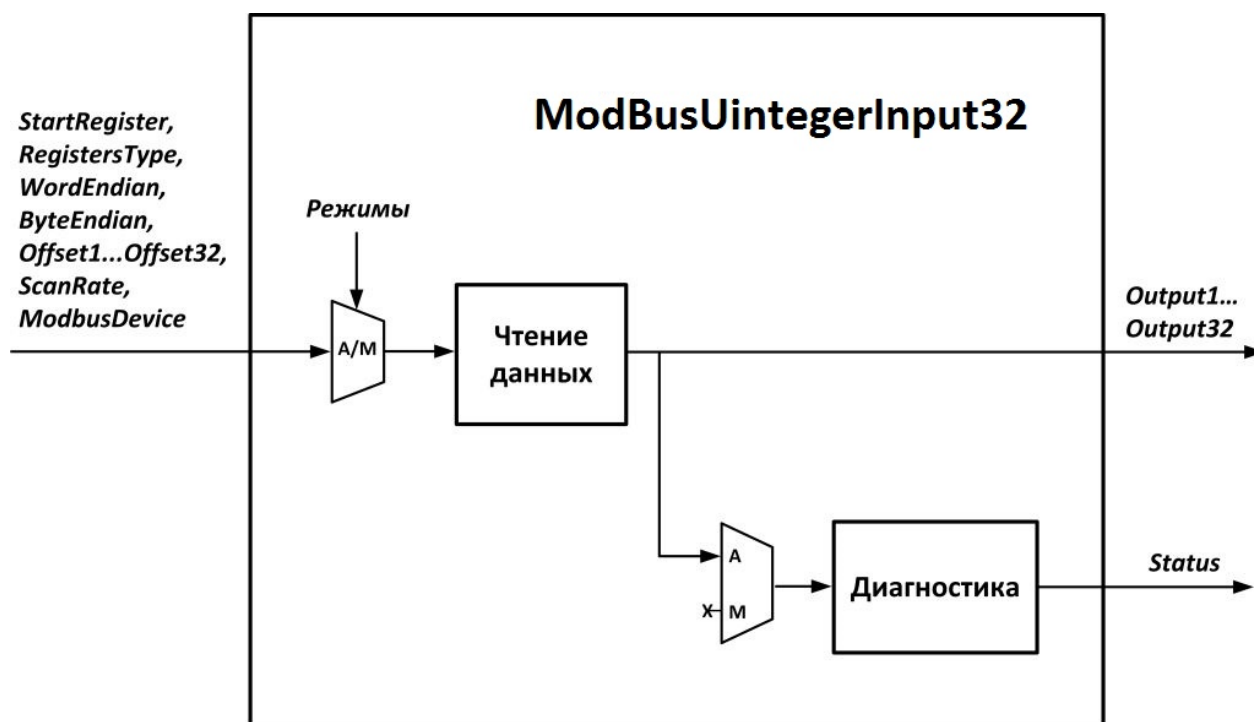 ModBusUintegerInput32
StartRegister,
RegistersType,
WordEndian,
ByteEndian,
Offset1...Offset32,
ScanRate,
ModbusDevice
Режимы
A/M
Чтение
данных
Output1...
Output32
A
X
M
Диагностика
Status